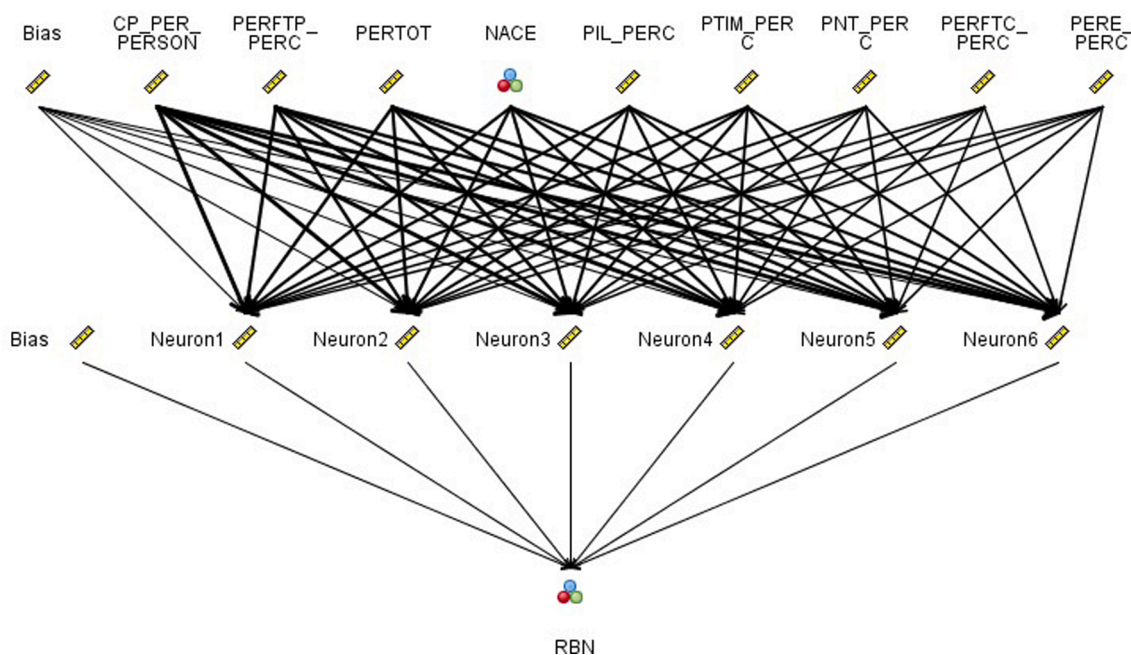 Bias
CP_PER_
PERSON
PERFTP_
PERC
PERTOT
NACE
PIL_PERC
PTIM_PER
C
PNT_PER
C
PERFTC_
PERC
PERE_
PERC
Bias
Neuron1
Neuron2
Neuron3
Neuron4
Neuron5
Neuron6
RBN